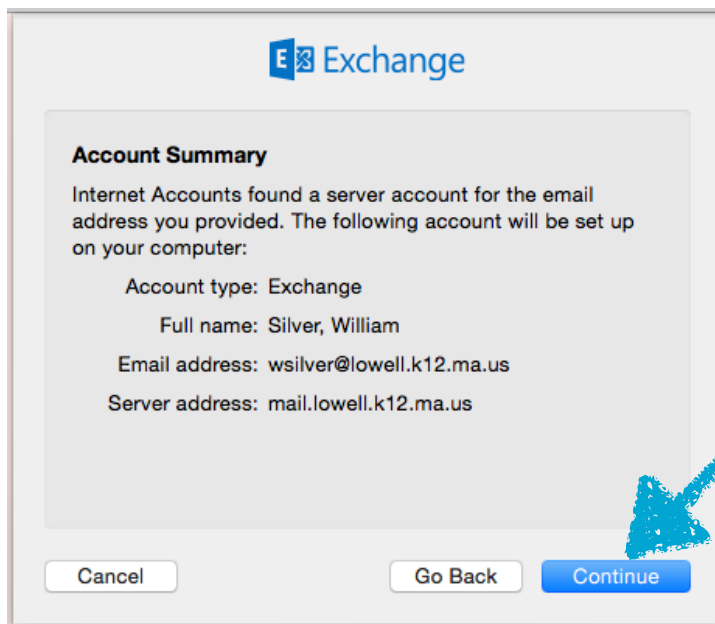 Exchange
Account Summary
Internet Accounts found a server account for the email
address you provided. The following account will be set up
on your computer:
Account type: Exchange
Full name: Silver, William
Email address: wsilver@lowell.k12.ma.us
Server address: mail.lowell.k12.ma.us
Cancel Go Back Continue